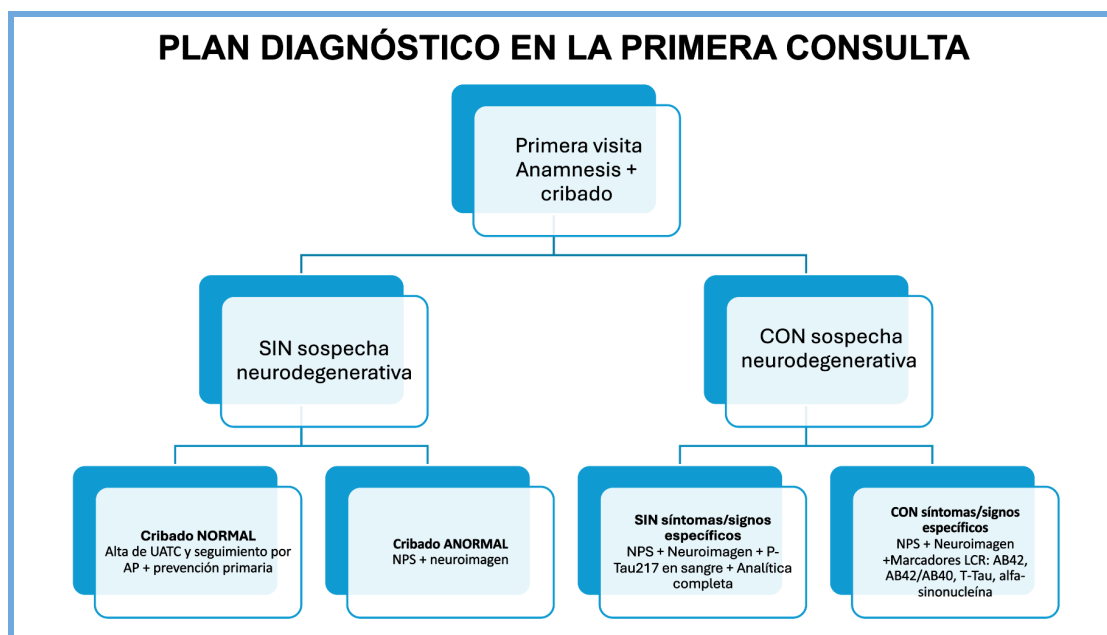 PLAN DIAGNÓSTICO EN LA PRIMERA CONSULTA
Primera visita
Anamnesis +
cribado
SIN sospecha
neurodegenerativa
CON sospecha
neurodegenerativa
Cribado NORMAL
Alta de UATC y seguimiento por
AP + prevención primaria
Cribado ANORMAL
NPS + neuroimagen
SIN síntomas/signos
específicos
NPS + Neuroimagen + P-
Tau217 en sangre + Analítica
completa
CON síntomas/signos
específicos
NPS + Neuroimagen
+Marcadores LCR: AB42,
AB42/AB40, T-Tau, alfa-
sinonucleína